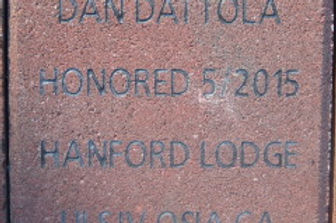 DAN DATTOLA
HONORED 5/2015
HANFORD LODGE